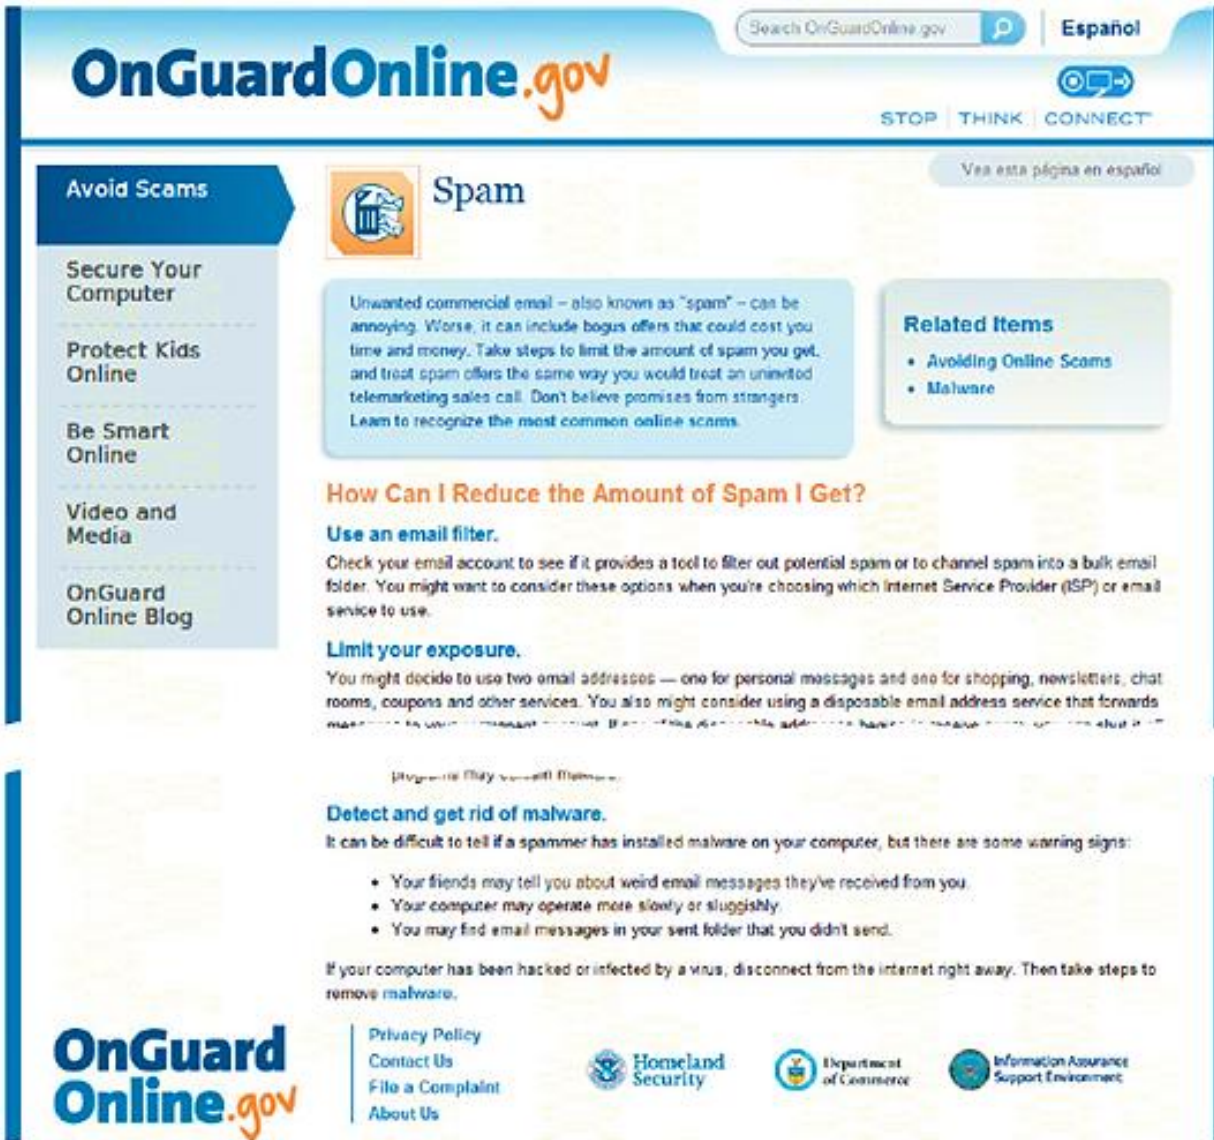 Search OnGuardOnline.gov
Español
OnGuardOnline.gov
STOP THINK CONNECT
Vea esta página en español
Avoid Scams
Secure Your
Computer
Protect Kids
Online
Be Smart
Online
Video and
Media
OnGuard
Online Blog
Spam
Unwanted commercial email – also known as "spam" – can be
annoying. Worse, it can include bogus offers that could cost you
time and money. Take steps to limit the amount of spam you get,
and treat spam offers the same way you would treat an uninvited
telemarketing sales call. Don't believe promises from strangers.
Learn to recognize the most common online scams.
Related Items
• Avoiding Online Scams
• Malware
How Can I Reduce the Amount of Spam I Get?
Use an email filter.
Check your email account to see if it provides a tool to filter out potential spam or to channel spam into a bulk email
folder. You might want to consider these options when you're choosing which Internet Service Provider (ISP) or email
service to use.
Limit your exposure.
You might decide to use two email addresses — one for personal messages and one for shopping, newsletters, chat
rooms, coupons and other services. You also might consider using a disposable email address service that forwards
to your account. If of the disposable
programs may malware.
Detect and get rid of malware.
It can be difficult to tell if a spammer has installed malware on your computer, but there are some warning signs:
• Your friends may tell you about weird email messages they've received from you.
• Your computer may operate more slowly or sluggishly.
• You may find email messages in your sent folder that you didn't send.
If your computer has been hacked or infected by a virus, disconnect from the internet right away. Then take steps to
remove malware.
OnGuard
Online.gov
Privacy Policy
Contact Us
File a Complaint
About Us
Homeland
Security
Department
of Commerce
Information Assurance
Support Environment